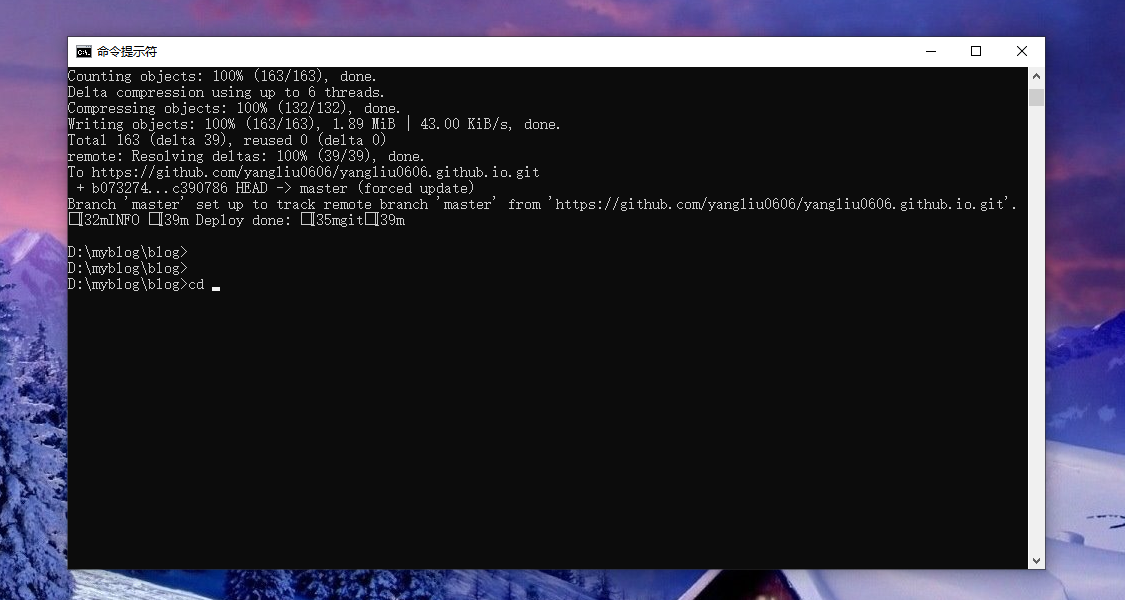 命令提示符
Counting objects: 100% (163/163), done.
Delta compression using up to 6 threads.
Compressing objects: 100% (132/132), done.
Writing objects: 100% (163/163), 1.89 MiB | 43.00 KiB/s, done.
Total 163 (delta 39), reused 0 (delta 0)
remote: Resolving deltas: 100% (39/39), done.
To https://github.com/yangliu0606/yangliu0606.github.io.git
 + b073274...c390786 HEAD -> master (forced update)
Branch 'master' set up to track remote branch 'master' from 'https://github.com/yangliu0606/yangliu0606.github.io.git'.
□[32mINFO □[39m Deploy done: □[35mgit□[39m
D:\myblog\blog>
D:\myblog\blog>
D:\myblog\blog>cd